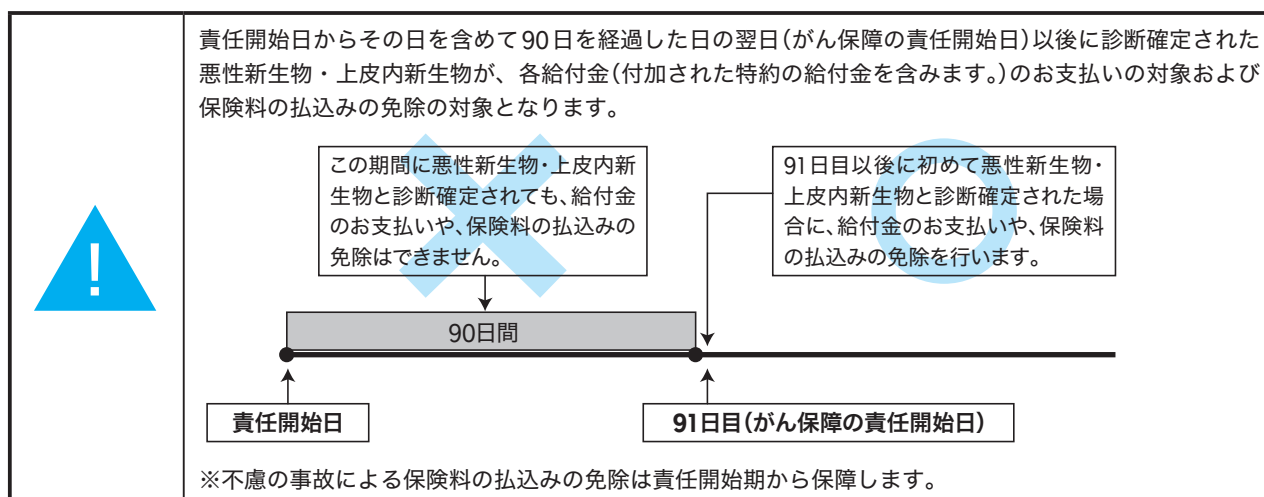 責任開始日からその日を含めて90日を経過した日の翌日(がん保障の責任開始日)以後に診断確定された
悪性新生物・上皮内新生物が、各給付金(付加された特約の給付金を含みます。)のお支払いの対象および
保険料の払込みの免除の対象となります。
この期間に悪性新生物・上皮内新
生物と診断確定されても、給付金
のお支払いや、保険料の払込みの
免除はできません。
91日目以後に初めて悪性新生物・
上皮内新生物と診断確定された場
合に、給付金のお支払いや、保険料
の払込みの免除を行います。
!
90日間
責任開始日
91日目(がん保障の責任開始日)
※不慮の事故による保険料の払込みの免除は責任開始期から保障します。